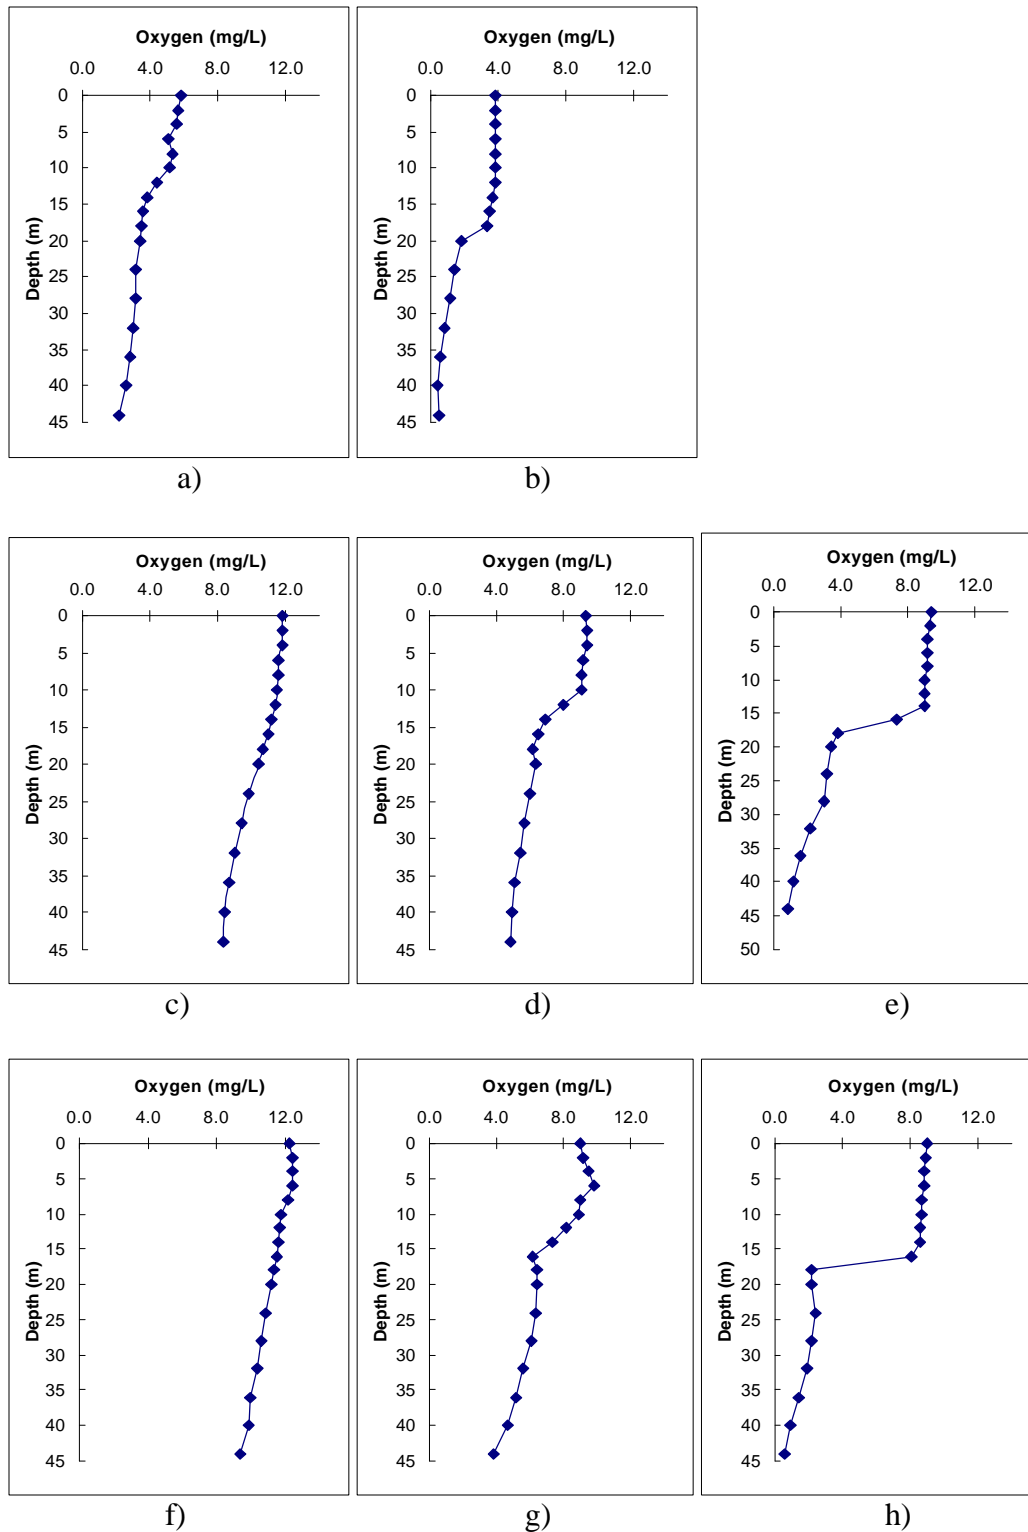 Oxygen (mg/L) Oxygen (mg/L)
0.0 4.0 8.0 12.0 0.0 4.0 8.0 12.0
0 0
5 5
10 10
15 15
20 20
25 25
30 30
35 35
40 40
45 45
Depth (m) Depth (m)
a) b)
Oxygen (mg/L) Oxygen (mg/L) Oxygen (mg/L)
0.0 4.0 8.0 12.0 0.0 4.0 8.0 12.0 0.0 4.0 8.0 12.0
0 0 0
5 5 5
10 10 10
15 15 15
20 20 20
25 25 25
30 30 30
35 35 35
40 40 40
45 45 45
50
Depth (m) Depth (m) Depth (m)
c) d) e)
Oxygen (mg/L) Oxygen (mg/L) Oxygen (mg/L)
0.0 4.0 8.0 12.0 0.0 4.0 8.0 12.0 0.0 4.0 8.0 12.0
0 0 0
5 5 5
10 10 10
15 15 15
20 20 20
25 25 25
30 30 30
35 35 35
40 40 40
45 45 45
Depth (m) Depth (m) Depth (m)
f) g) h)